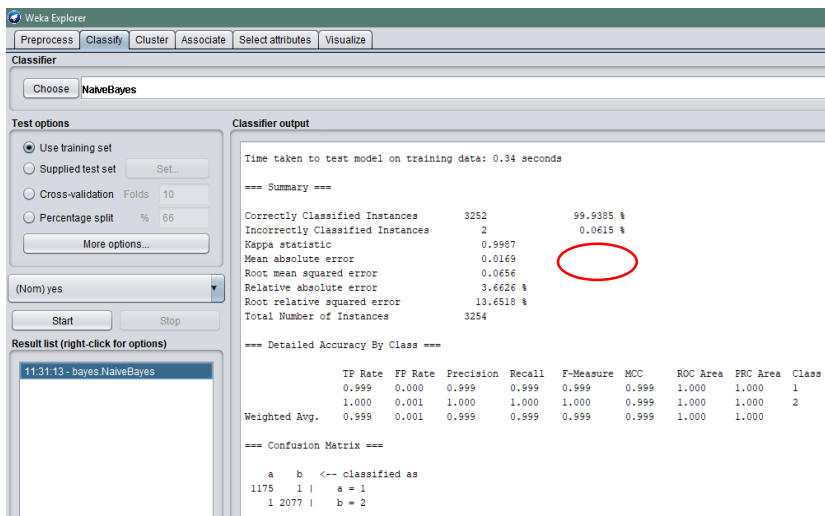 Weka Explorer
Preprocess Classify Cluster Associate Select attributes Visualize
Classifier
Choose NaiveBayes
Test options
Use training set
Supplied test set Set...
Cross-validation Folds 10
Percentage split % 66
More options...
(Nom) yes
Start Stop
Result list (right-click for options)
11:31:13 - bayes.NaiveBayes
Classifier output
Time taken to test model on training data: 0.34 seconds
=== Summary ===
Correctly Classified Instances 3252 99.9385 %
Incorrectly Classified Instances 2 0.0615 %
Kappa statistic 0.9987
Mean absolute error 0.0169
Root mean squared error 0.0656
Relative absolute error 3.6626 %
Root relative squared error 13.6518 %
Total Number of Instances 3254
=== Detailed Accuracy By Class ===
TP Rate FP Rate Precision Recall F-Measure MCC ROC Area PRC Area Class
0.999 0.000 0.999 0.999 0.999 0.999 1.000 1.000 1
1.000 0.001 1.000 1.000 1.000 0.999 1.000 1.000 2
Weighted Avg. 0.999 0.001 0.999 0.999 0.999 0.999 1.000 1.000
=== Confusion Matrix ===
a b <-- classified as
1175 1 | a = 1
1 2077 | b = 2